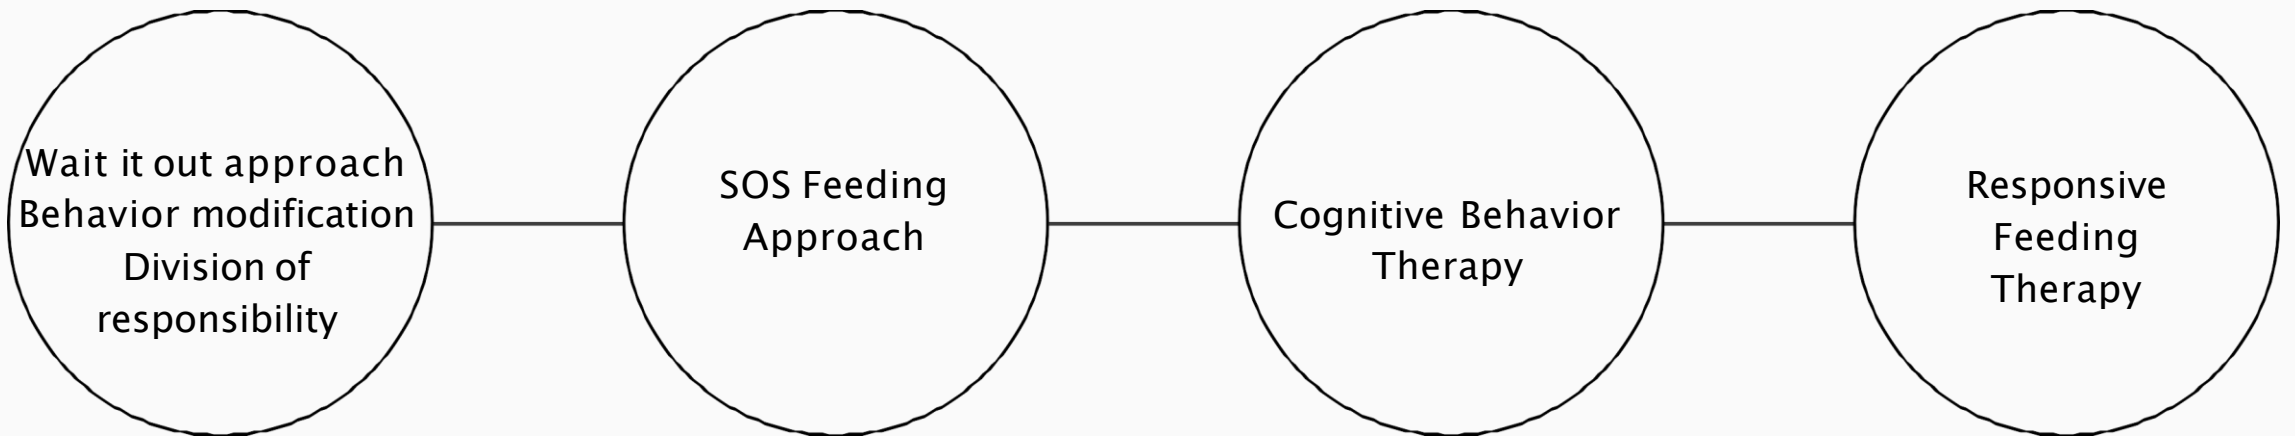 Wait it out approach
Behavior modification
Division of
responsibility
SOS Feeding
Approach
Cognitive Behavior
Therapy
Responsive
Feeding
Therapy